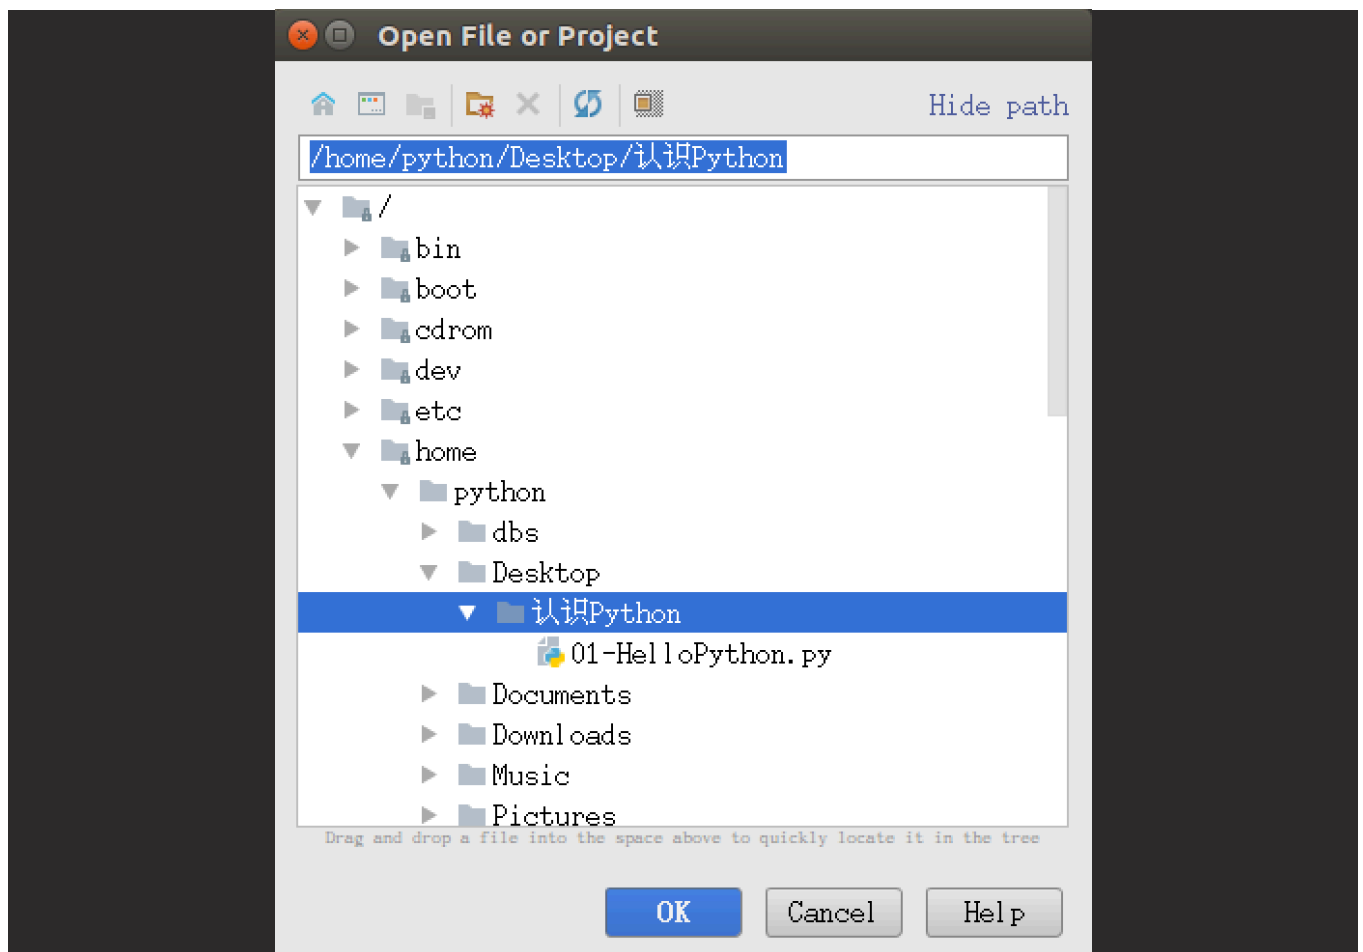 Open File or Project
Hide path
/home/python/Desktop/认识Python
/
bin
boot
cdrom
dev
etc
home
python
dbs
Desktop
认识Python
01-HelloPython.py
Documents
Downloads
Music
Pictures
Drag and drop a file into the space above to quickly locate it in the tree
OK Cancel Help